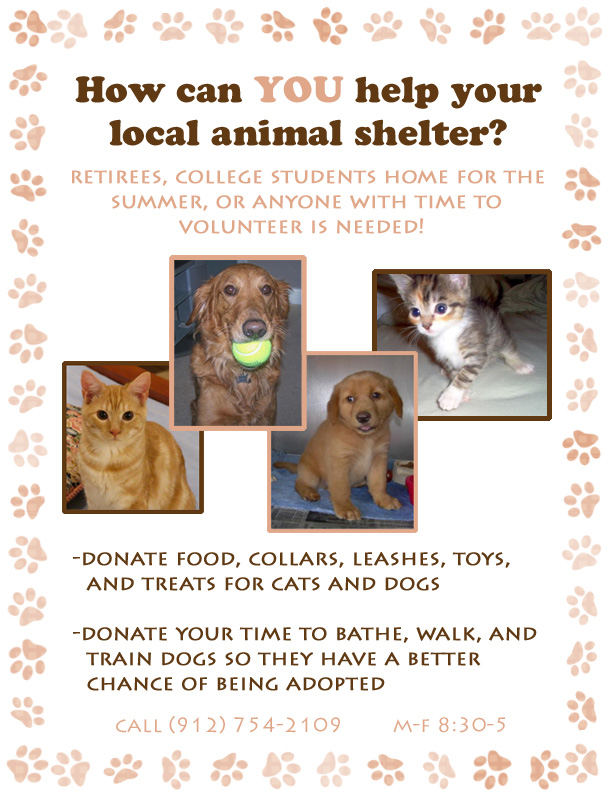 How can YOU help your
local animal shelter?
RETIREES, COLLEGE STUDENTS HOME FOR THE
SUMMER, OR ANYONE WITH TIME TO
VOLUNTEER IS NEEDED!
-DONATE FOOD, COLLARS, LEASHES, TOYS,
AND TREATS FOR CATS AND DOGS
-DONATE YOUR TIME TO BATHE, WALK, AND
TRAIN DOGS SO THEY HAVE A BETTER
CHANCE OF BEING ADOPTED
CALL (912) 754-2109 M-F 8:30-5